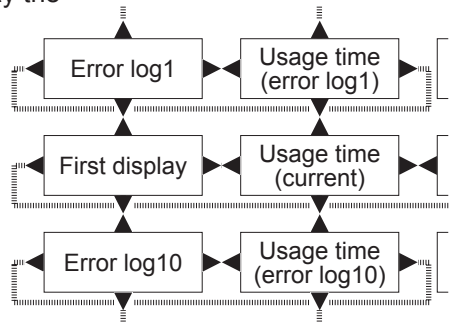 y the
Error log1
Usage time
(error log1)
First display
Usage time
(current)
Error log10
Usage time
(error log10)